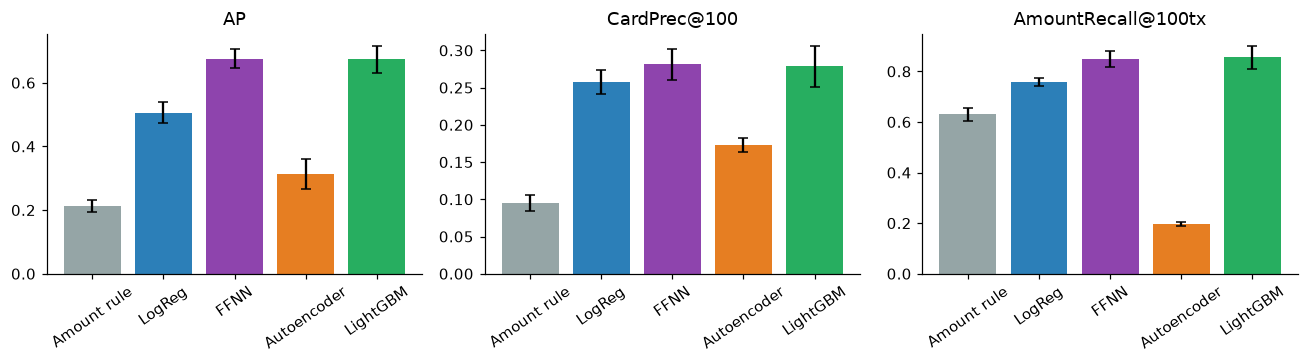 AP
0.6
0.4
0.2
0.0
Amount rule
LogReg
FFNN
Autoencoder
LightGBM
CardPrec@100
0.30
0.25
0.20
0.15
0.10
0.05
0.00
Amount rule
LogReg
FFNN
Autoencoder
LightGBM
AmountRecall@100tx
0.8
0.6
0.4
0.2
0.0
Amount rule
LogReg
FFNN
Autoencoder
LightGBM